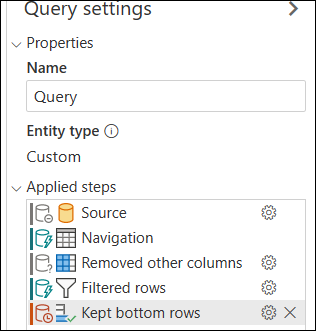 Query settings
Properties
Name
Query
Entity type
Custom
Applied steps
Source
Navigation
Removed other columns
Filtered rows
Kept bottom rows